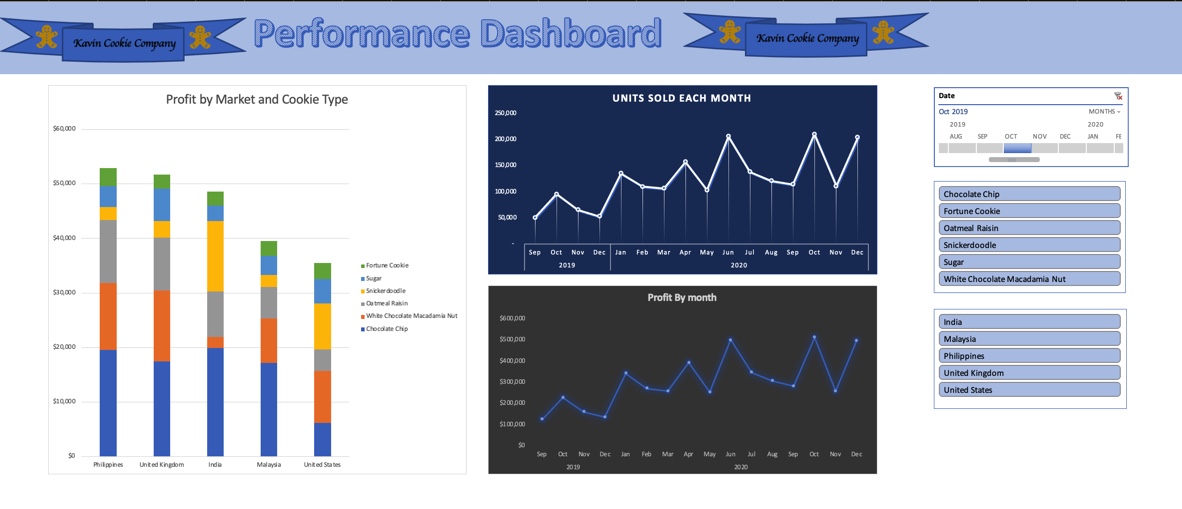 Kavin Cookie Company
Performance Dashboard
Kavin Cookie Company
Profit by Market and Cookie Type
$60,000
$50,000
$40,000
$30,000
$20,000
$10,000
$0
Philippines United Kingdom India Malaysia United States
Fortune Cookie
Sugar
Snickerdoodle
Oatmeal Raisin
White Chocolate Macadamia Nut
Chocolate Chip
UNITS SOLD EACH MONTH
250,000
200,000
150,000
100,000
50,000
-
Sep Oct Nov Dec Jan Feb Mar Apr May Jun Jul Aug Sep Oct Nov Dec
2019 2020
Profit By month
$600,000
$500,000
$400,000
$300,000
$200,000
$100,000
$0
Sep Oct Nov Dec Jan Feb Mar Apr May Jun Jul Aug Sep Oct Nov Dec
2019 2020
Date
Oct 2019 MONTHS
2019 2020
AUG SEP OCT NOV DEC JAN FE
Chocolate Chip
Fortune Cookie
Oatmeal Raisin
Snickerdoodle
Sugar
White Chocolate Macadamia Nut
India
Malaysia
Philippines
United Kingdom
United States